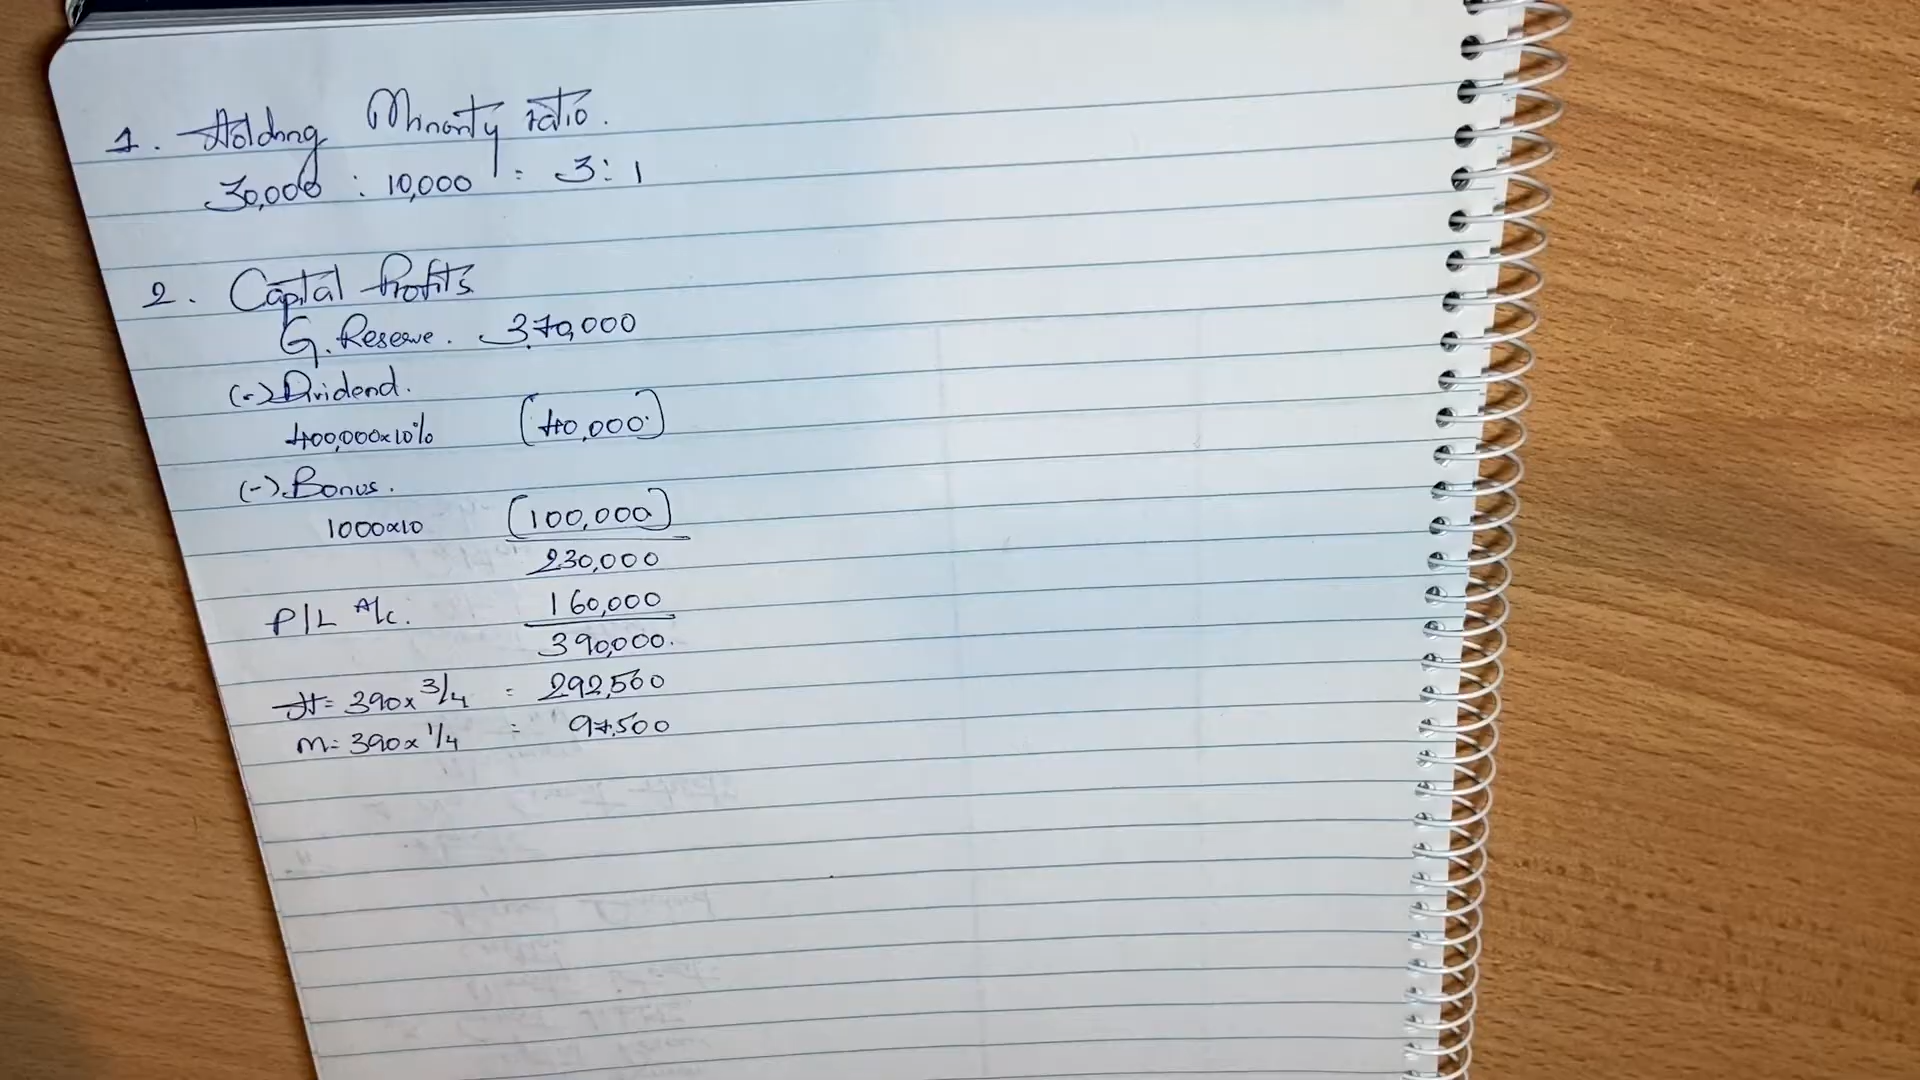 1. Holding Minority ratio.
30,000 : 10,000 = 3:1
2. Capital Profits
G. Reserve. 370,000
(-) Dividend.
400,000x10% (40,000)
(-) Bonus.
1000x10 (100,000)
230,000
P/L A/c. 160,000
390,000.
H= 390x3/4 = 292,500
m= 390x1/4 = 97,500